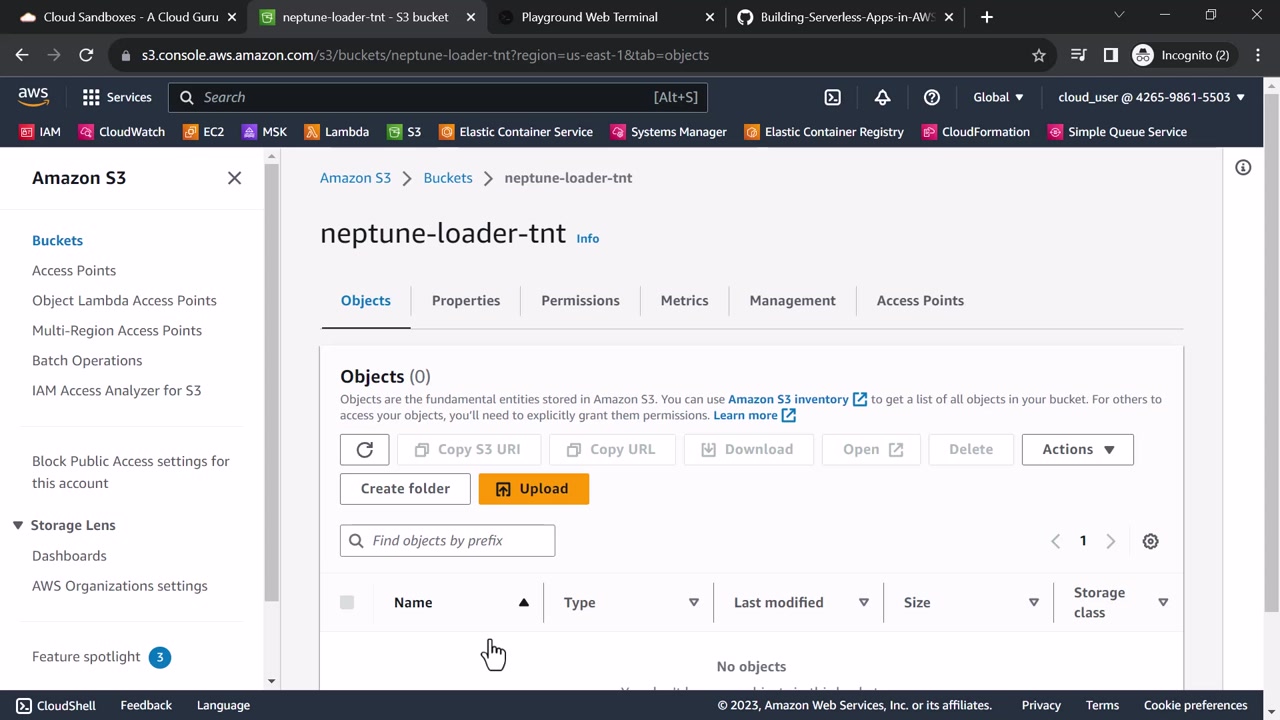 Cloud Sandboxes - A Cloud Guru
neptune-loader-tnt - S3 bucket
Playground Web Terminal
Building-Serverless-Apps-in-AWS
s3.console.aws.amazon.com/s3/buckets/neptune-loader-tnt?region=us-east-1&tab=objects
Incognito (2)
aws
Services
Search
[Alt+S]
Global
cloud_user @ 4265-9861-5503
IAM
CloudWatch
EC2
MSK
Lambda
S3
Elastic Container Service
Systems Manager
Elastic Container Registry
CloudFormation
Simple Queue Service
Amazon S3
Buckets
Access Points
Object Lambda Access Points
Multi-Region Access Points
Batch Operations
IAM Access Analyzer for S3
Block Public Access settings for
this account
Storage Lens
Dashboards
AWS Organizations settings
Feature spotlight 3
Amazon S3 > Buckets > neptune-loader-tnt
neptune-loader-tnt Info
Objects
Properties
Permissions
Metrics
Management
Access Points
Objects (0)
Objects are the fundamental entities stored in Amazon S3. You can use Amazon S3 inventory to get a list of all objects in your bucket. For others to
access your objects, you'll need to explicitly grant them permissions. Learn more
Copy S3 URI
Copy URL
Download
Open
Delete
Actions
Create folder
Upload
Find objects by prefix
1
Name
Type
Last modified
Size
Storage
class
No objects
CloudShell
Feedback
Language
© 2023, Amazon Web Services, Inc. or its affiliates.
Privacy
Terms
Cookie preferences